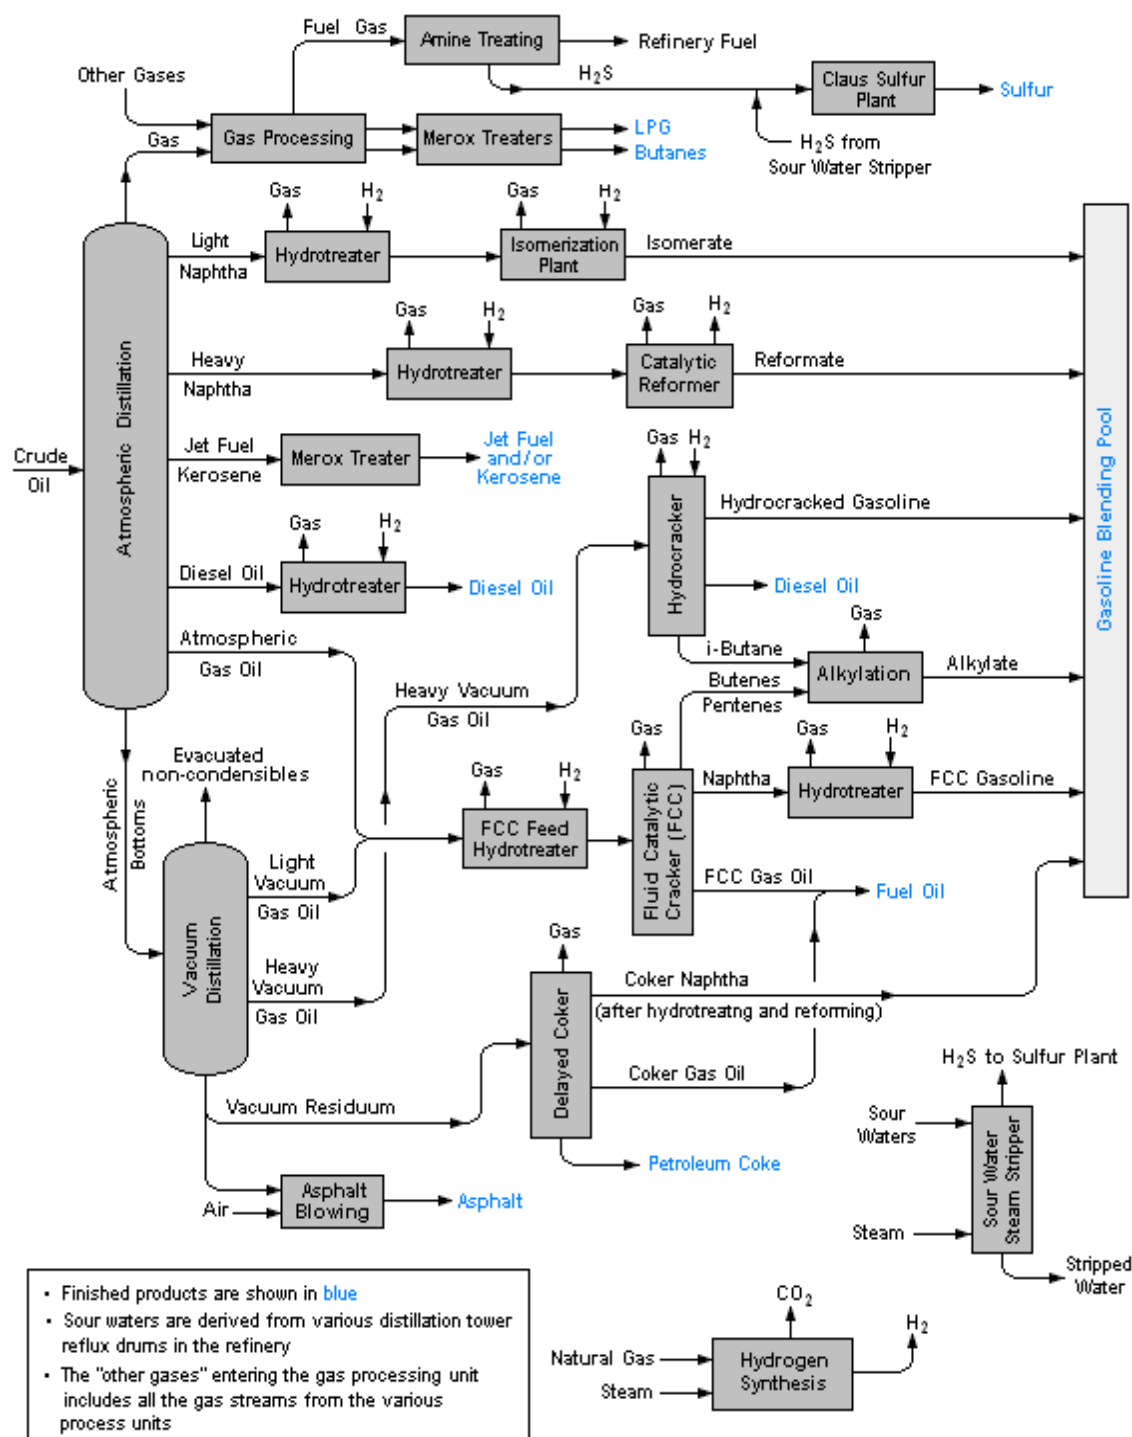 Fuel Gas
Amine Treating
Refinery Fuel
Other Gases
H₂S
Claus Sulfur
Plant
Sulfur
Gas
Gas Processing
Merox Treaters
LPG
Butanes
H₂S from
Sour Water Stripper
Gas
H₂
Gas
H₂
Light
Naphtha
Hydrotreater
Isomerization
Plant
Isomerate
Gas
H₂
Gas
H₂
Heavy
Naphtha
Hydrotreater
Catalytic
Reformer
Reformate
Atmospheric Distillation
Crude
Oil
Jet Fuel
Kerosene
Merox Treater
Jet Fuel
and/or
Kerosene
Gas
H₂
Hydrocracker
Hydrocracked Gasoline
Gasoline Blending Pool
Gas
H₂
Diesel Oil
Hydrotreater
Diesel Oil
Diesel Oil
Atmospheric
Gas Oil
i-Butane
Gas
Alkylation
Alkylate
Butenes
Pentenes
Heavy Vacuum
Gas Oil
Evacuated
non-condensibles
Atmospheric
Bottoms
Gas
H₂
FCC Feed
Hydrotreater
Gas
Fluid Catalytic
Cracker (FCC)
Naphtha
Gas
H₂
Hydrotreater
FCC Gasoline
Light
Vacuum
Gas Oil
FCC Gas Oil
Fuel Oil
Vacuum
Distillation
Heavy
Vacuum
Gas Oil
Gas
Delayed Coker
Coker Naphtha
(after hydrotreatng and reforming)
Coker Gas Oil
Vacuum Residuum
Petroleum Coke
H₂S to Sulfur Plant
Sour
Waters
Sour Water
Steam Stripper
Steam
Stripped
Water
Air
Asphalt
Blowing
Asphalt
• Finished products are shown in blue
• Sour waters are derived from various distillation tower
reflux drums in the refinery
• The "other gases" entering the gas processing unit
includes all the gas streams from the various
process units
CO₂
H₂
Natural Gas
Steam
Hydrogen
Synthesis